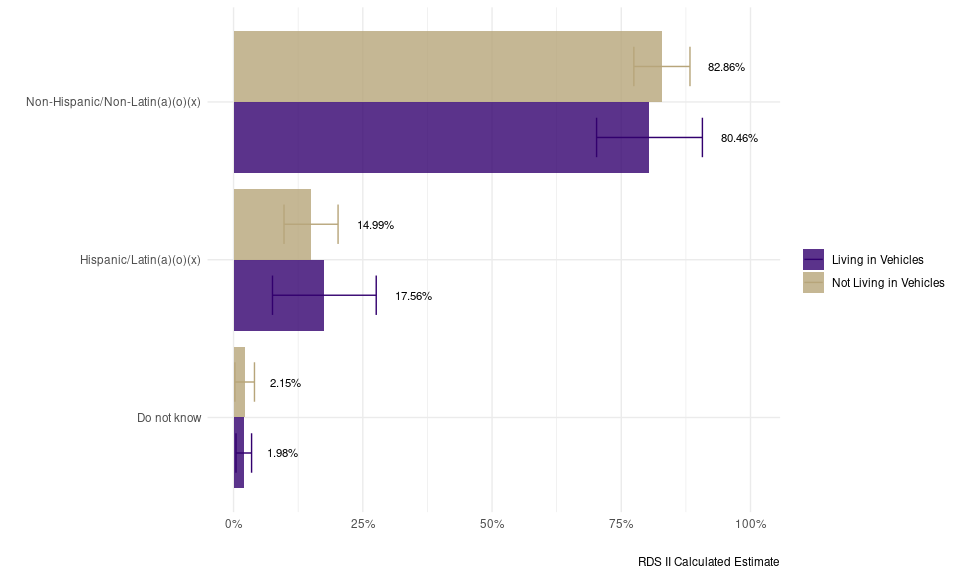 82.86%
Non-Hispanic/Non-Latin(a)(o)(x)
80.46%
14.99%
Hispanic/Latin(a)(o)(x)
17.56%
Living in Vehicles
Not Living in Vehicles
2.15%
Do not know
1.98%
0% 25% 50% 75% 100%
RDS II Calculated Estimate